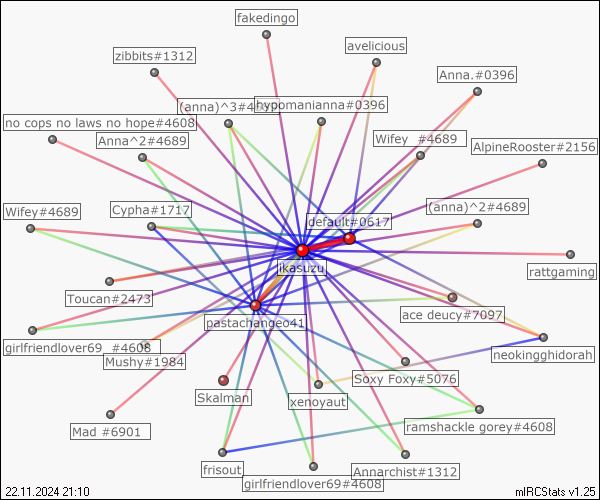 fakedingo
avelicious
zibbits#1312
Anna.#0396
(anna)^3#4
hypomanianna#0396
no cops no laws no hope#4608
Anna^2#4689
Wifey_#4689
AlpineRooster#2156
Wifey#4689
Cypha#1717
default#0617
(anna)^2#4689
ikasuzu
rattgaming
Toucan#2473
pastachangeo41
ace deucy#7097
girlfriendlover69_#4608
Mushy#1984
neokingghidorah
Soxy Foxy#5076
Skalman
xenoyaut
Mad #6901
ramshackle gorey#4608
frisout
girlfriendlover69#4608
Annarchist#1312
22.11.2024 21:10
mIRCStats v1.25